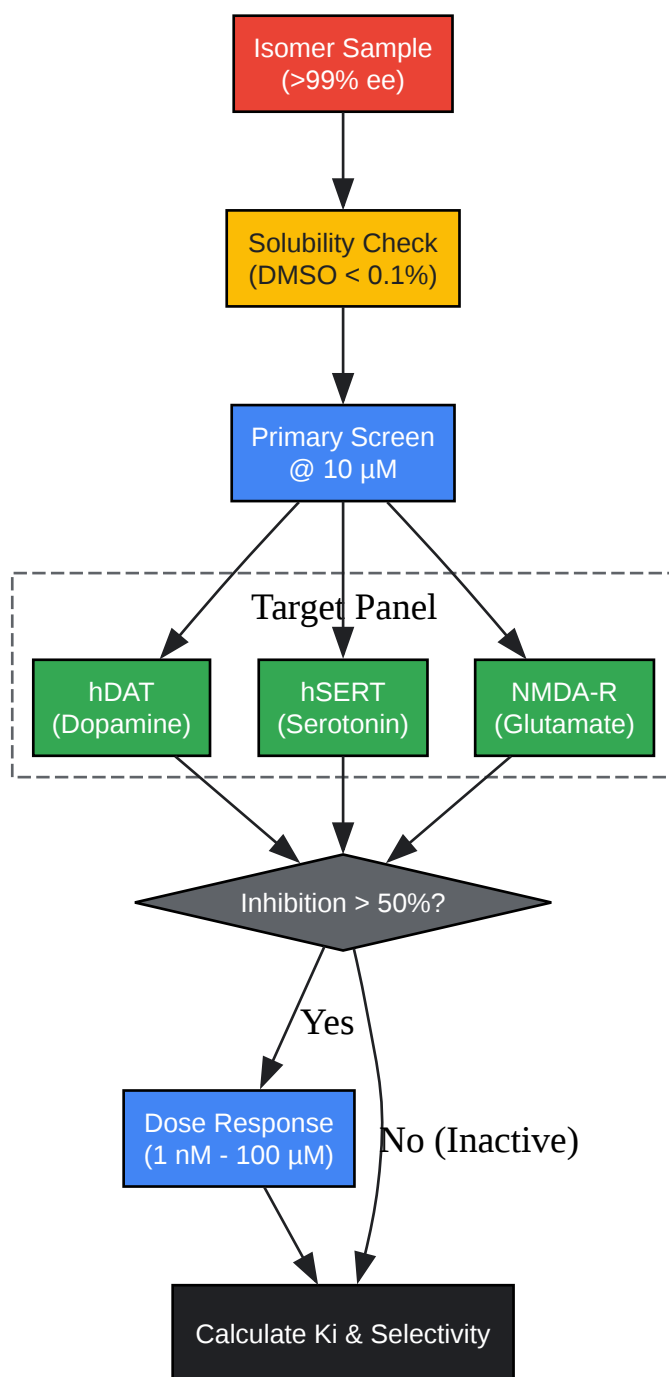 Isomer Sample
(>99% ee)
Solubility Check
(DMSO < 0.1%)
Primary Screen
@ 10 µM
Target Panel
hDAT
(Dopamine)
hSERT
(Serotonin)
NMDA-R
(Glutamate)
Inhibition > 50%?
Yes
Dose Response
(1 nM - 100 µM)
No (Inactive)
Calculate Ki & Selectivity